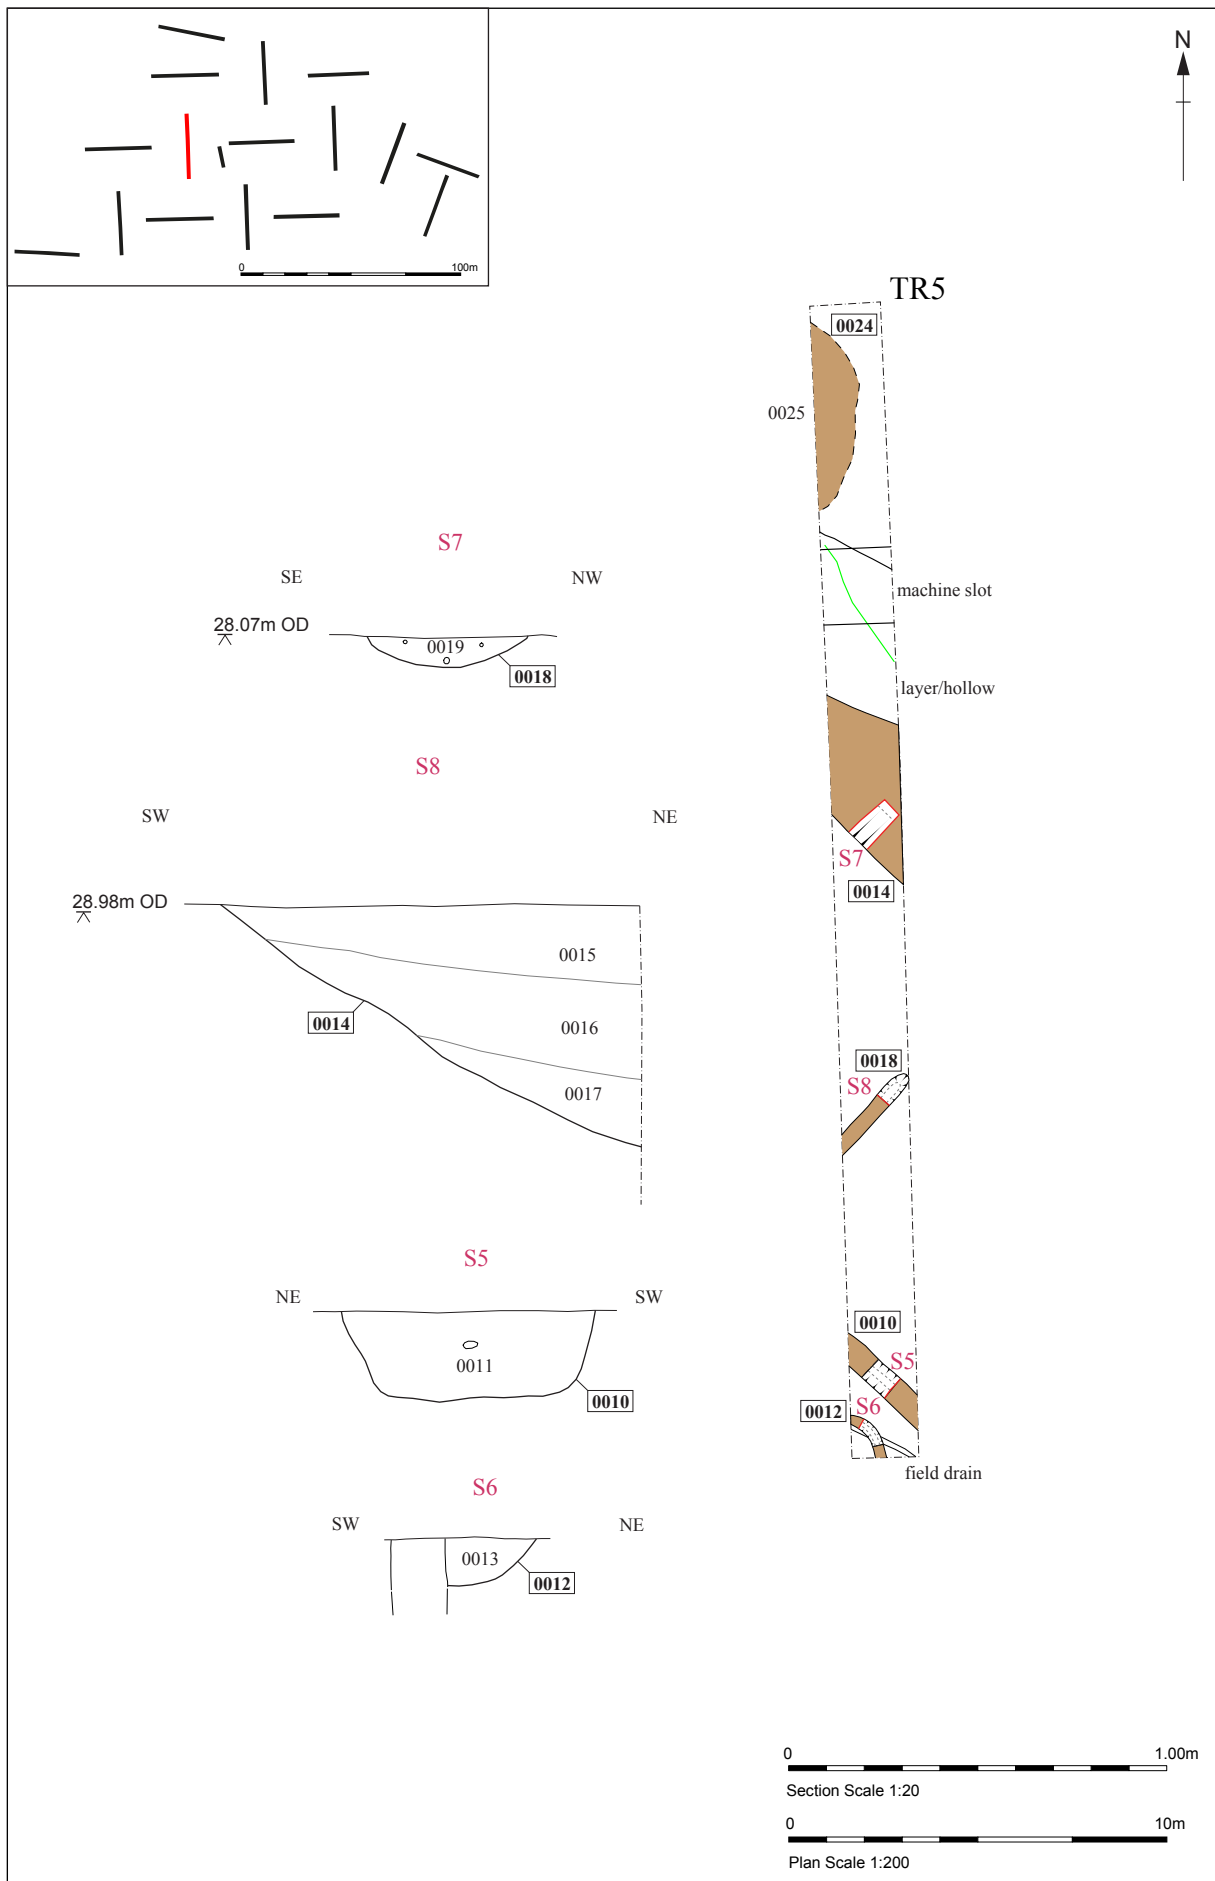 0 100m
N
TR5
0024
0025
S7
SE NW
28.07m OD
0019
0018
machine slot
layer/hollow
S8
SW NE
28.98m OD
0015
0014
0016
0017
S7
0014
0018
S8
S5
NE SW
0011
0010
0010
S5
S6
0012
field drain
S6
SW NE
0013
0012
0 1.00m
Section Scale 1:20
0 10m
Plan Scale 1:200